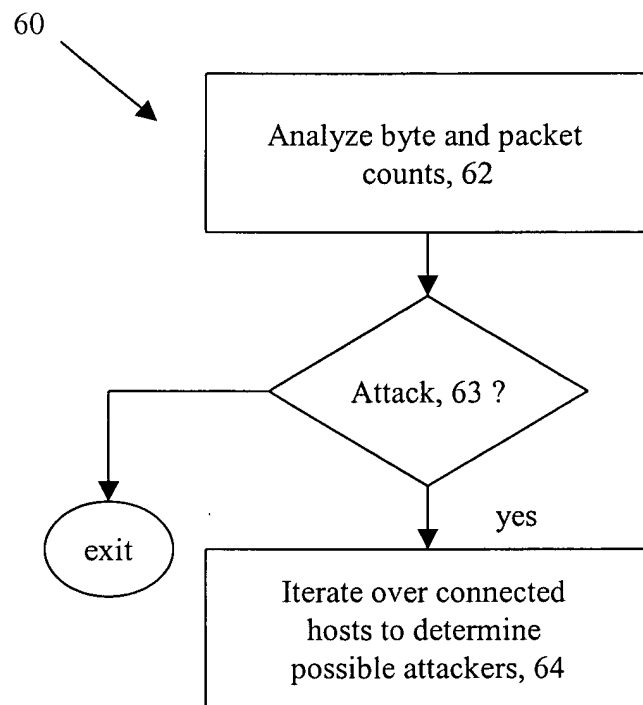 60
Analyze byte and packet
counts, 62
Attack, 63 ?
yes
exit
Iterate over connected
hosts to determine
possible attackers, 64